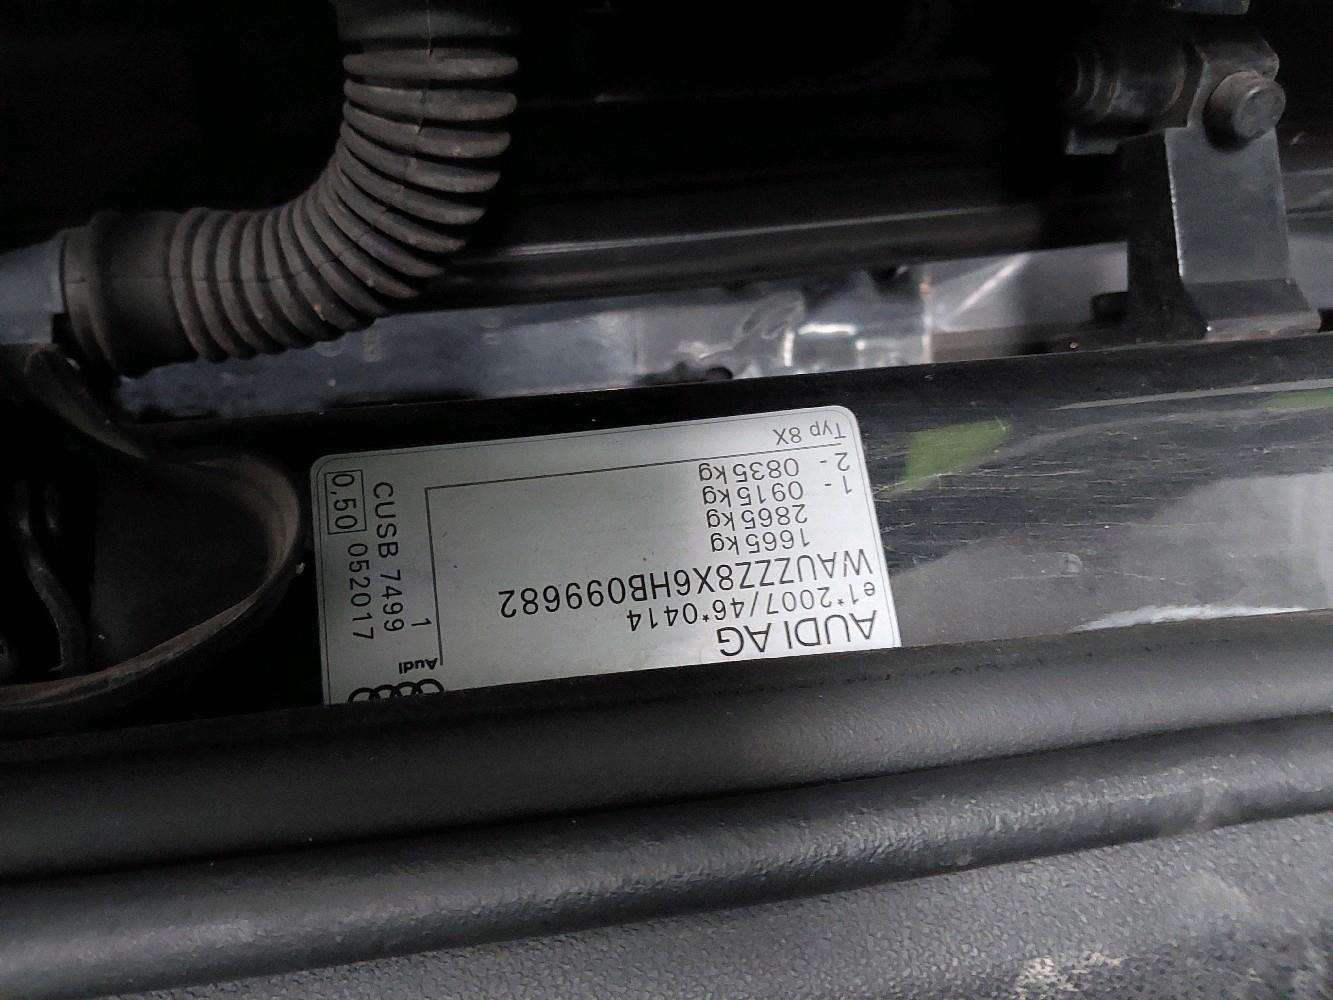 AUDI AG
e1*2007/46*0414
WAUZZZ8X6HB099682
1665 kg
2865 kg
1 - 0915 kg
2 - 0835 kg
Typ 8X
Audi
1
CUSB 7499
0,50 052017